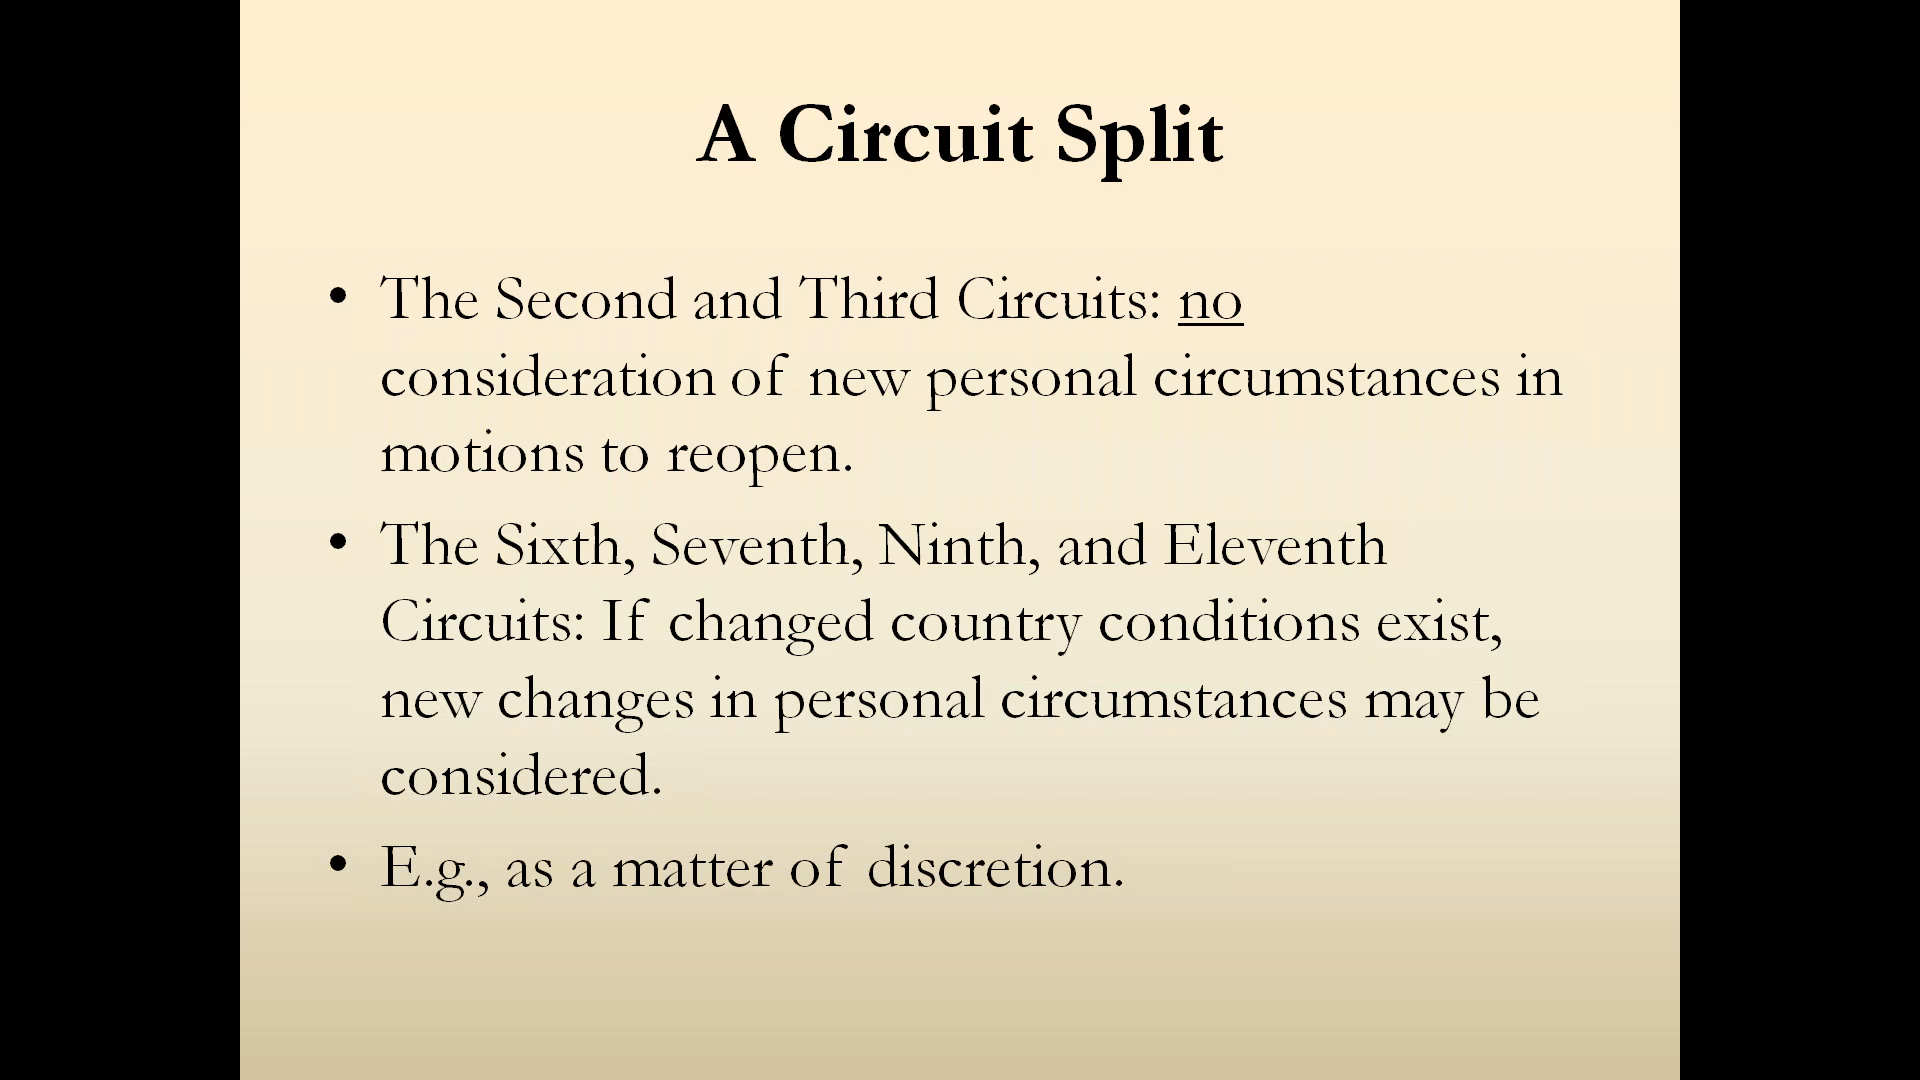 A Circuit Split
• The Second and Third Circuits: no
consideration of new personal circumstances in
motions to reopen.
• The Sixth, Seventh, Ninth, and Eleventh
Circuits: If changed country conditions exist,
new changes in personal circumstances may be
considered.
• E.g., as a matter of discretion.